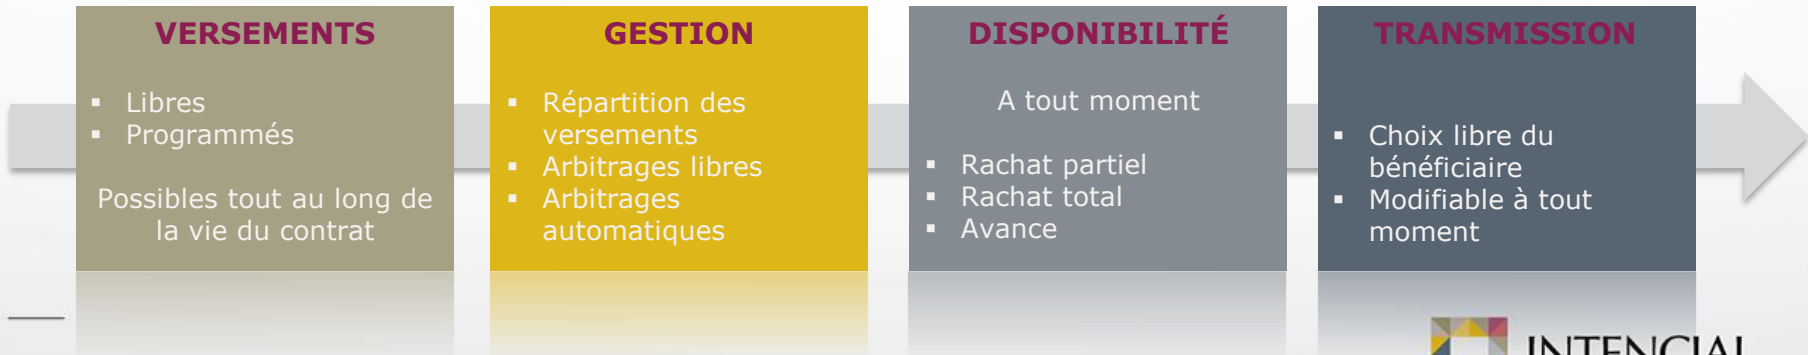 VERSEMENTS
▪ Libres
▪ Programmés
Possibles tout au long de
la vie du contrat
GESTION
▪ Répartition des
versements
▪ Arbitrages libres
▪ Arbitrages
automatiques
DISPONIBILITÉ
A tout moment
▪ Rachat partiel
▪ Rachat total
▪ Avance
TRANSMISSION
▪ Choix libre du
bénéficiaire
▪ Modifiable à tout
moment
INTENCIAL